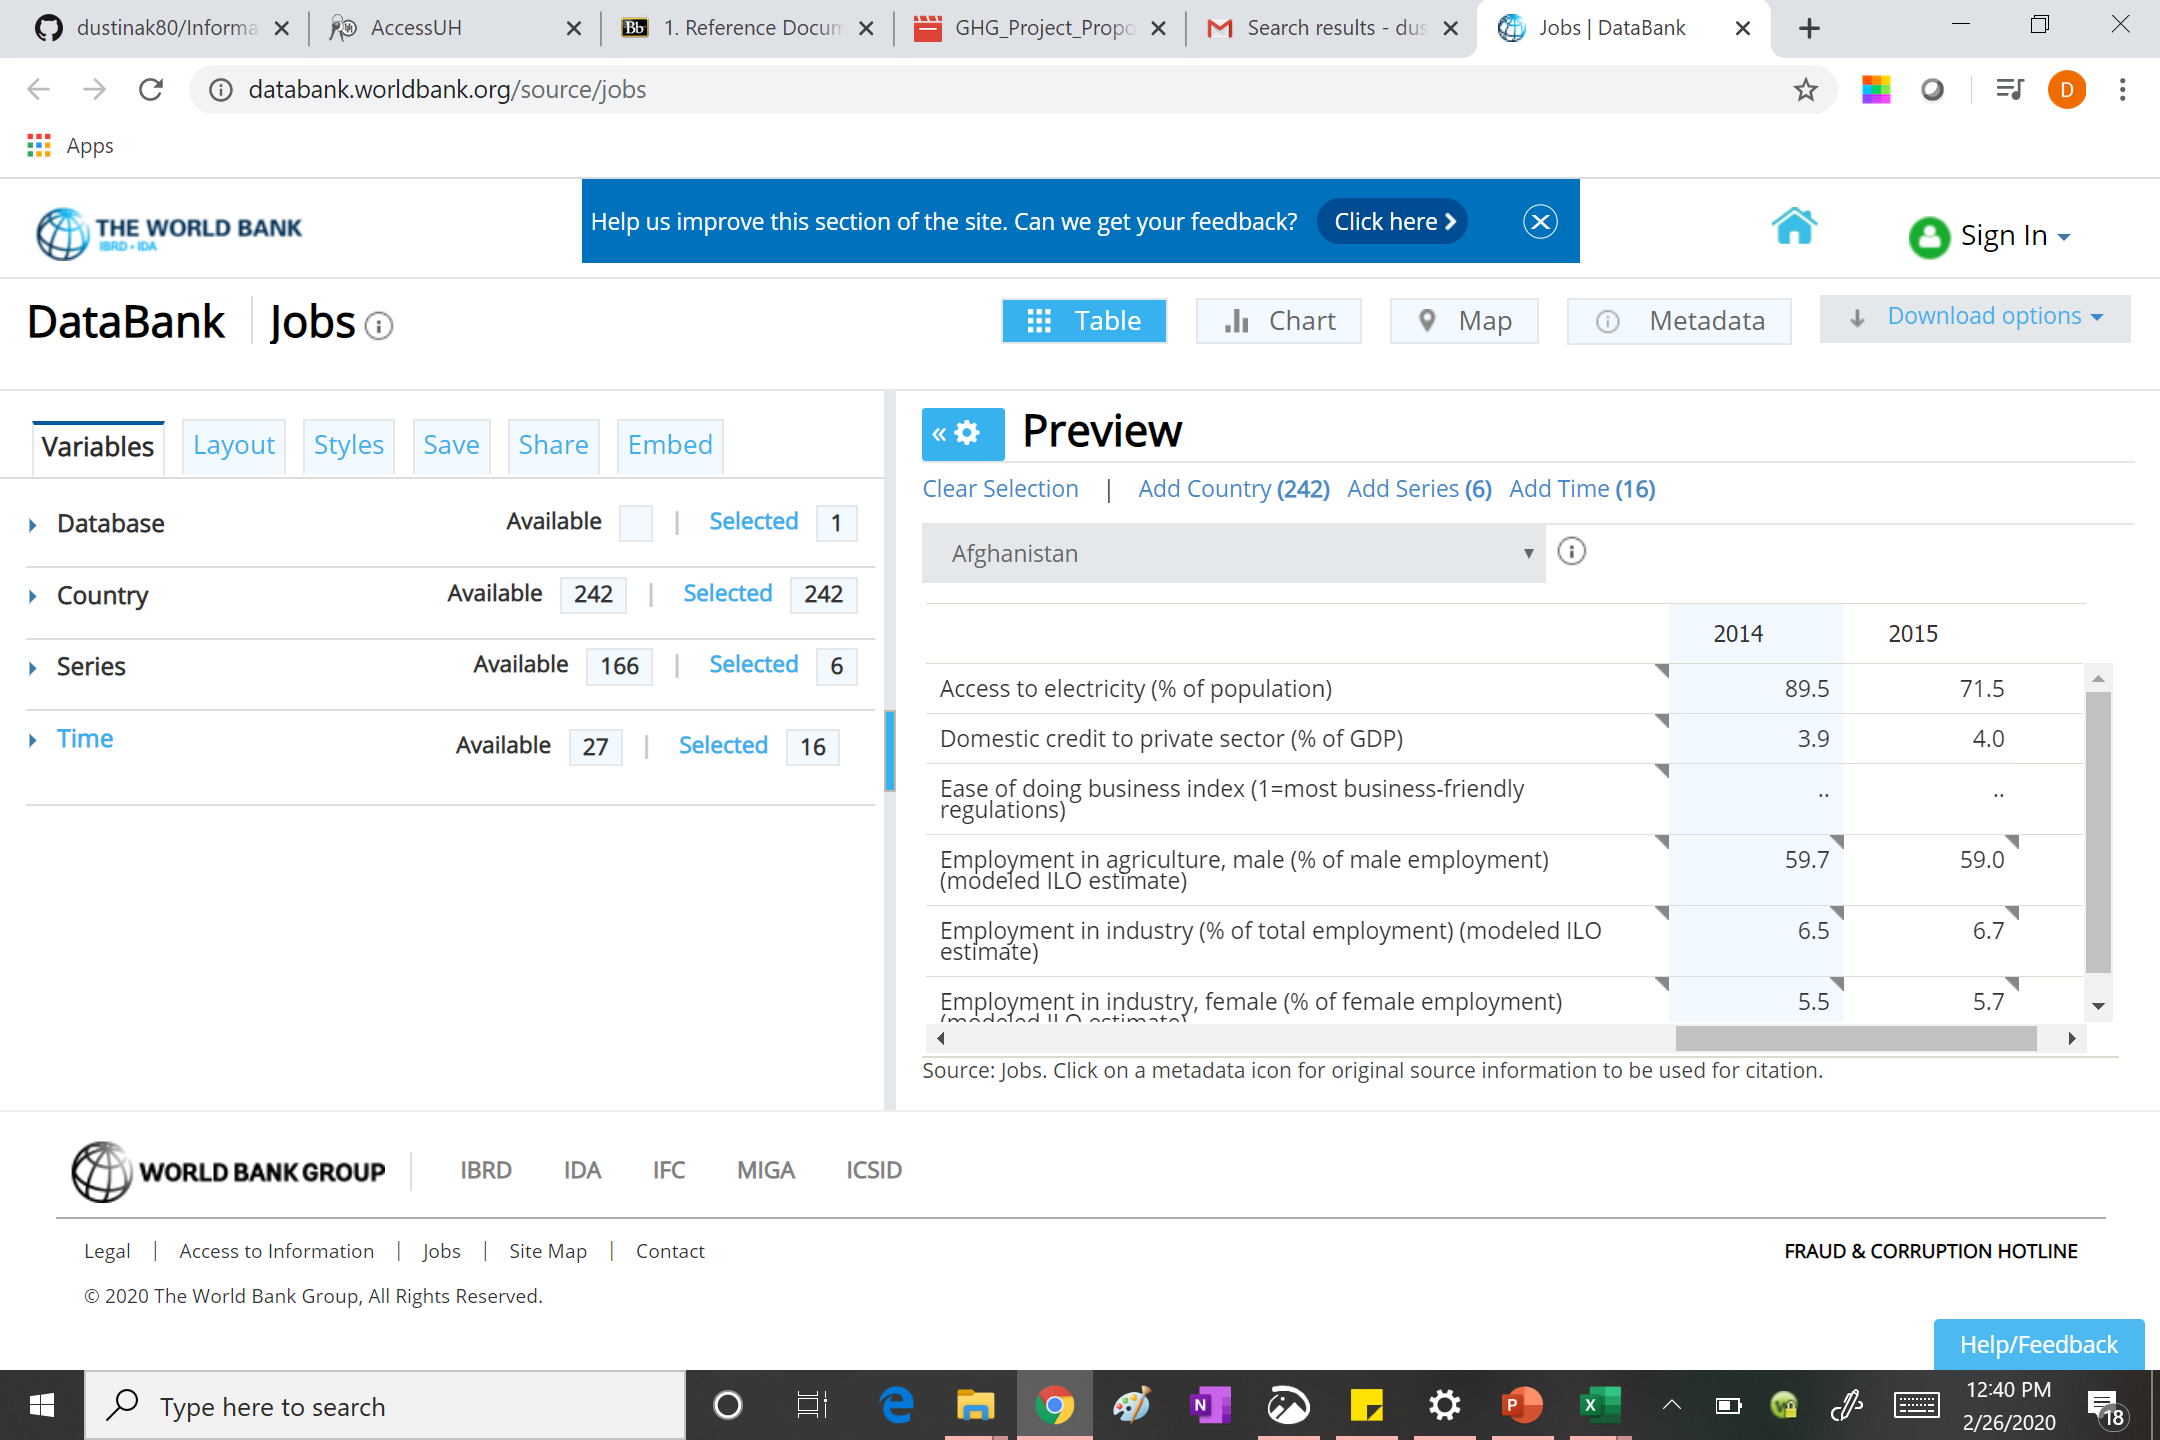 dustinak80/Informa
AccessUH
Bb 1. Reference Docum
GHG_Project_Propo
Search results - dus
Jobs | DataBank
databank.worldbank.org/source/jobs
D
Apps
THE WORLD BANK
IBRD • IDA
Help us improve this section of the site. Can we get your feedback? Click here
Sign In
DataBank
Jobs
Table
Chart
Map
Metadata
Download options
Variables
Layout
Styles
Save
Share
Embed
« Preview
Clear Selection | Add Country (242) Add Series (6) Add Time (16)
Database Available | Selected 1
Country Available 242 | Selected 242
Series Available 166 | Selected 6
Time Available 27 | Selected 16
Afghanistan
2014 2015
Access to electricity (% of population) 89.5 71.5
Domestic credit to private sector (% of GDP) 3.9 4.0
Ease of doing business index (1=most business-friendly .. ..
regulations)
Employment in agriculture, male (% of male employment) 59.7 59.0
(modeled ILO estimate)
Employment in industry (% of total employment) (modeled ILO 6.5 6.7
estimate)
Employment in industry, female (% of female employment) 5.5 5.7
(modeled ILO estimate)
Source: Jobs. Click on a metadata icon for original source information to be used for citation.
WORLD BANK GROUP
IBRD IDA IFC MIGA ICSID
Legal | Access to Information | Jobs | Site Map | Contact
FRAUD & CORRUPTION HOTLINE
© 2020 The World Bank Group, All Rights Reserved.
Help/Feedback
Type here to search
N
P
X
12:40 PM
2/26/2020
18